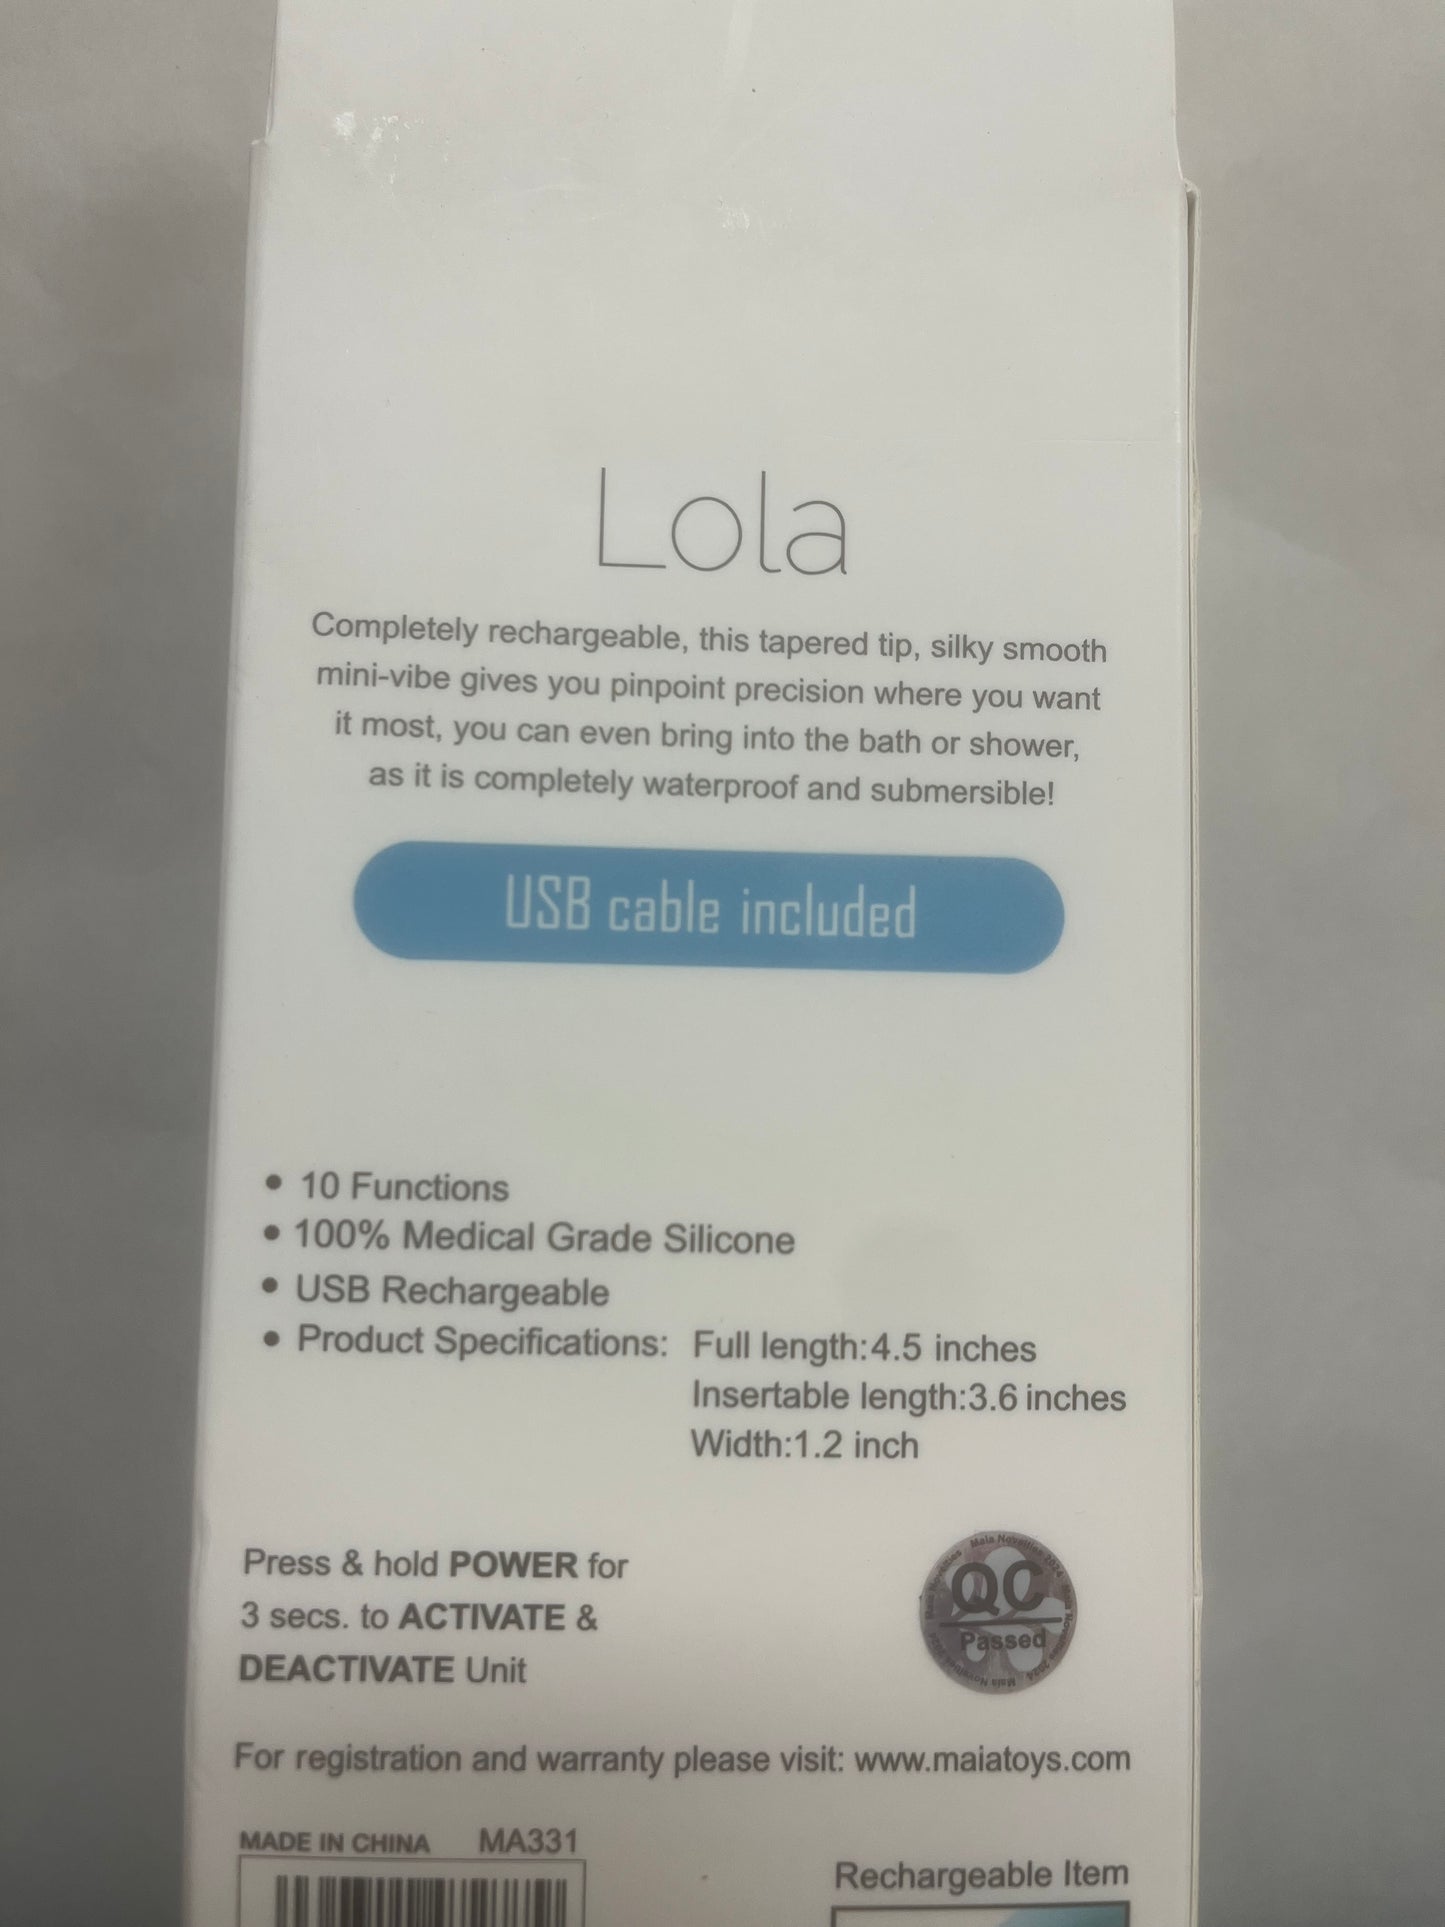 Lola
Completely rechargeable, this tapered tip, silky smooth
mini-vibe gives you pinpoint precision where you want
it most, you can even bring into the bath or shower,
as it is completely waterproof and submersible!
USB cable included
• 10 Functions
• 100% Medical Grade Silicone
• USB Rechargeable
• Product Specifications: Full length:4.5 inches
Insertable length:3.6 inches
Width:1.2 inch
Press & hold POWER for
3 secs. to ACTIVATE &
DEACTIVATE Unit
Maia Novelties 2024
QC
Passed
For registration and warranty please visit: www.maiatoys.com
MADE IN CHINA MA331
Rechargeable Item